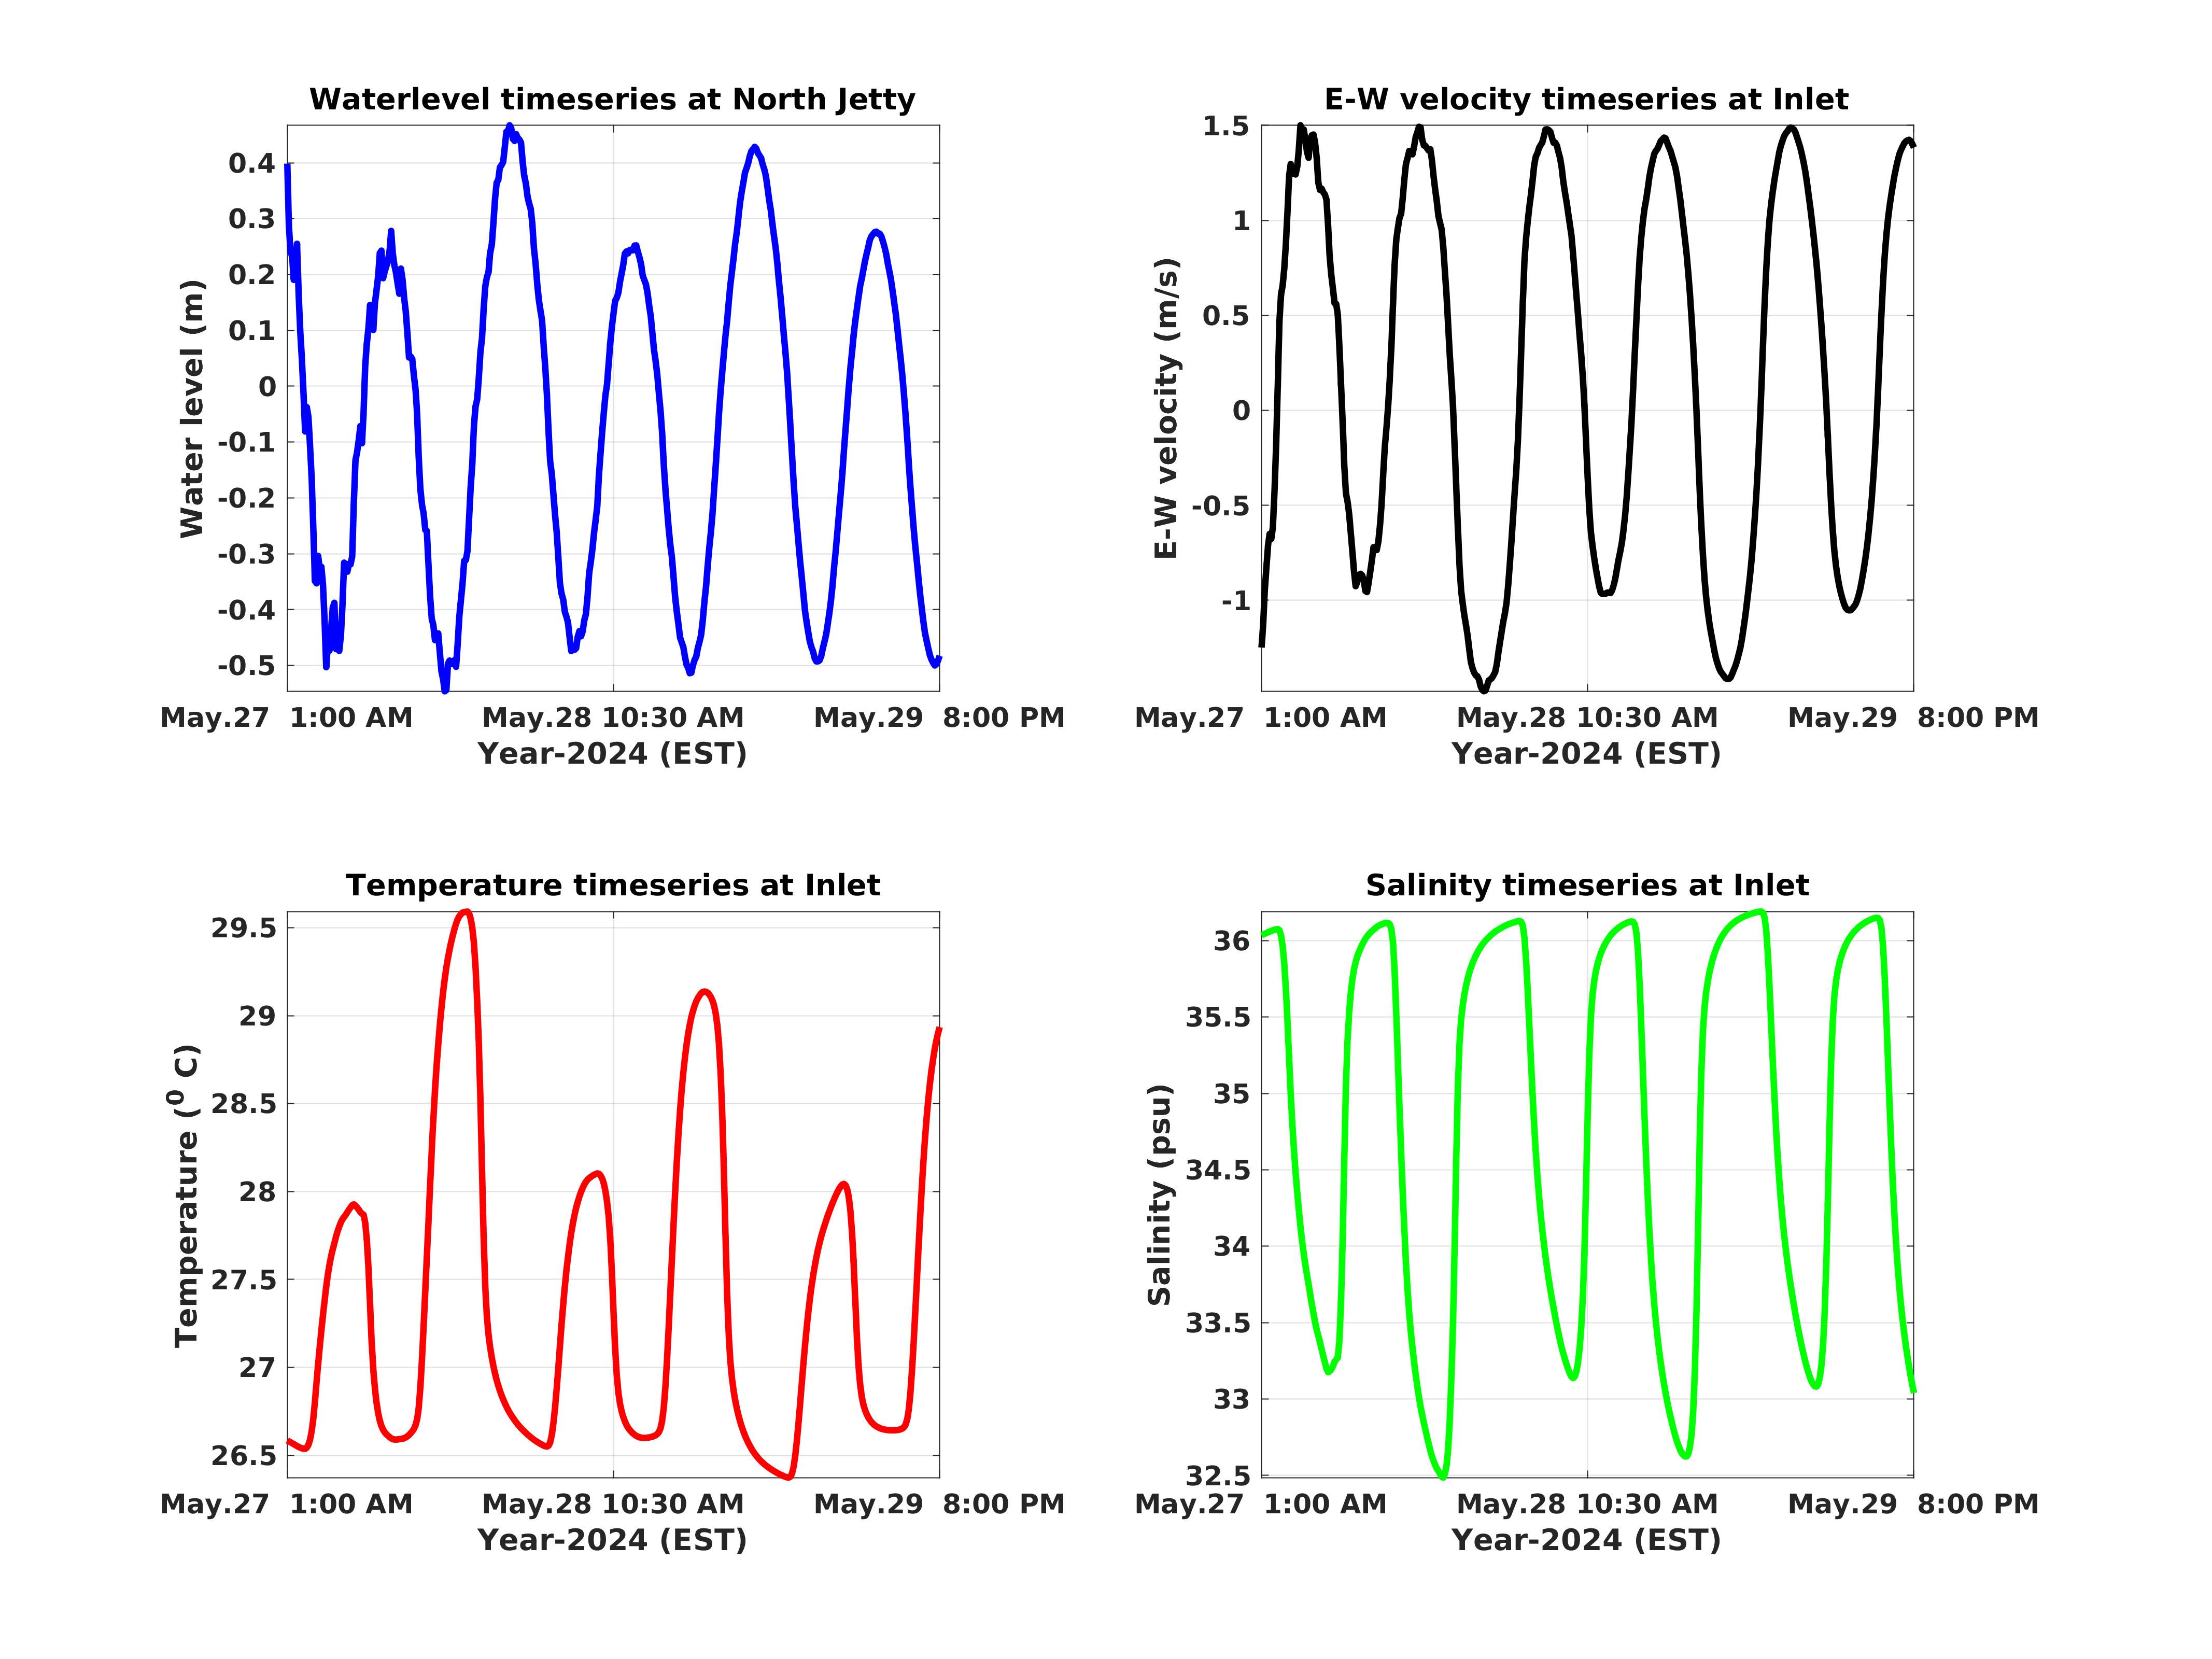 Waterlevel timeseries at North Jetty
0.4
0.3
0.2
0.1
0
-0.1
-0.2
-0.3
-0.4
-0.5
Water level (m)
May.27 1:00 AM May.28 10:30 AM May.29 8:00 PM
Year-2024 (EST)
E-W velocity timeseries at Inlet
1.5
1
0.5
0
-0.5
-1
E-W velocity (m/s)
May.27 1:00 AM May.28 10:30 AM May.29 8:00 PM
Year-2024 (EST)
Temperature timeseries at Inlet
29.5
29
28.5
28
27.5
27
26.5
Temperature (⁰ C)
May.27 1:00 AM May.28 10:30 AM May.29 8:00 PM
Year-2024 (EST)
Salinity timeseries at Inlet
36
35.5
35
34.5
34
33.5
33
32.5
Salinity (psu)
May.27 1:00 AM May.28 10:30 AM May.29 8:00 PM
Year-2024 (EST)